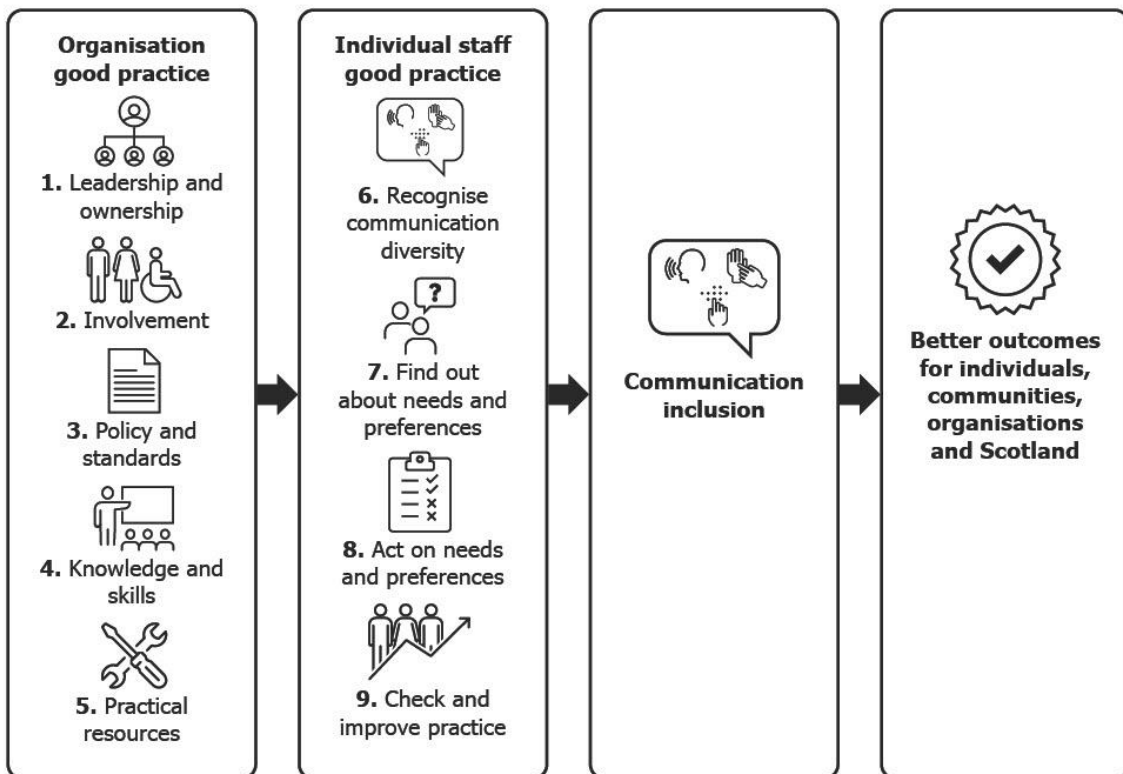 Organisation
good practice
1. Leadership and
ownership
2. Involvement
3. Policy and
standards
4. Knowledge and
skills
5. Practical
resources
Individual staff
good practice
6. Recognise
communication
diversity
?
7. Find out
about needs and
preferences
8. Act on needs
and preferences
9. Check and
improve practice
Communication
inclusion
Better outcomes
for individuals,
communities,
organisations
and Scotland